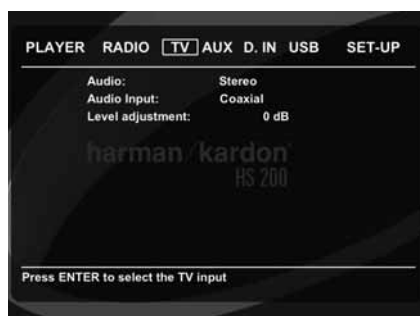 PLAYER RADIO TV AUX D. IN USB SET-UP
Audio: Stereo
Audio Input: Coaxial
Level adjustment: 0 dB
harman/kardon
HS 200
Press ENTER to select the TV input